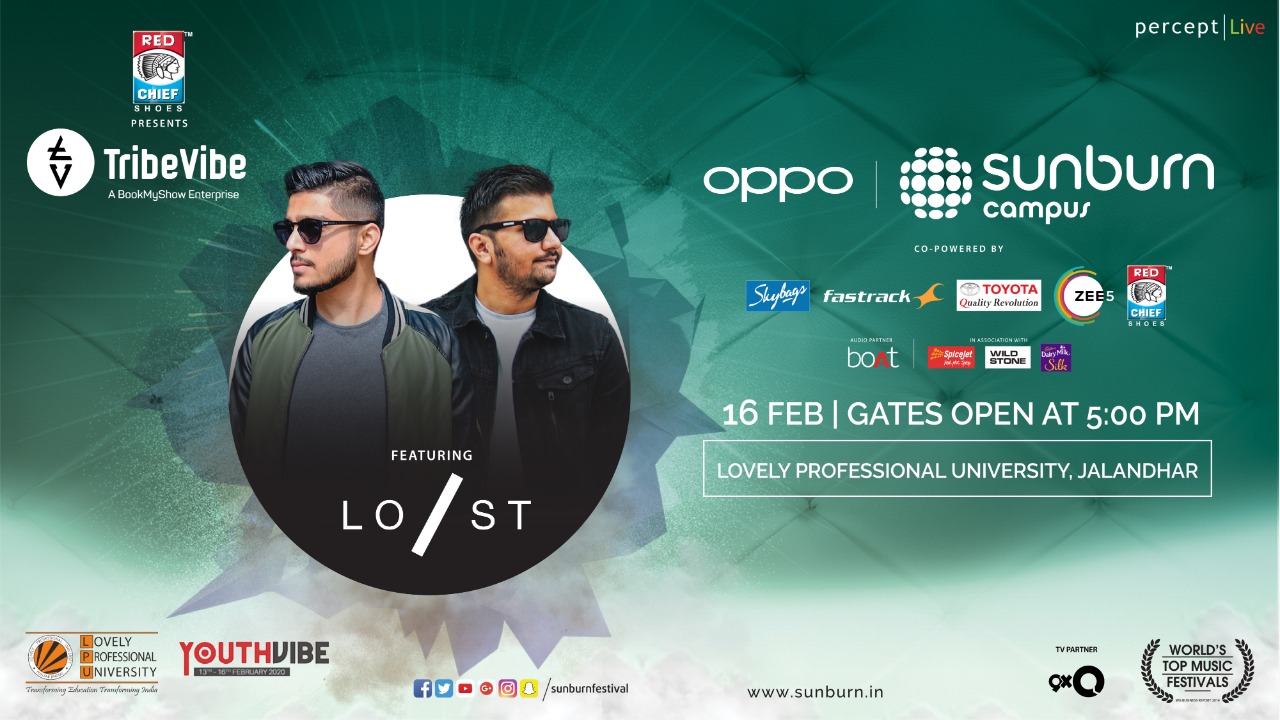 percept|Live
RED
CHIEF
TM
SHOES
PRESENTS
TribeVibe
A BookMyShow Enterprise
oppo
sunburn
campus
CO-POWERED BY
Skybags
fastrack
TOYOTA
Quality Revolution
ZEE5
RED
CHIEF
TM
SHOES
AUDIO PARTNER
boAt
IN ASSOCIATION WITH
SpiceJet
WILD
STONE
Dairy Milk
Silk
16 FEB | GATES OPEN AT 5:00 PM
LOVELY PROFESSIONAL UNIVERSITY, JALANDHAR
FEATURING
LO/ST
LOVELY
PROFESSIONAL
UNIVERSITY
Transforming Education Transforming India
YOUTHVIBE
13TH - 16TH FEBRUARY 2020
/sunburnfestival
www.sunburn.in
TV PARTNER
9XO
WORLD'S
TOP MUSIC
FESTIVALS